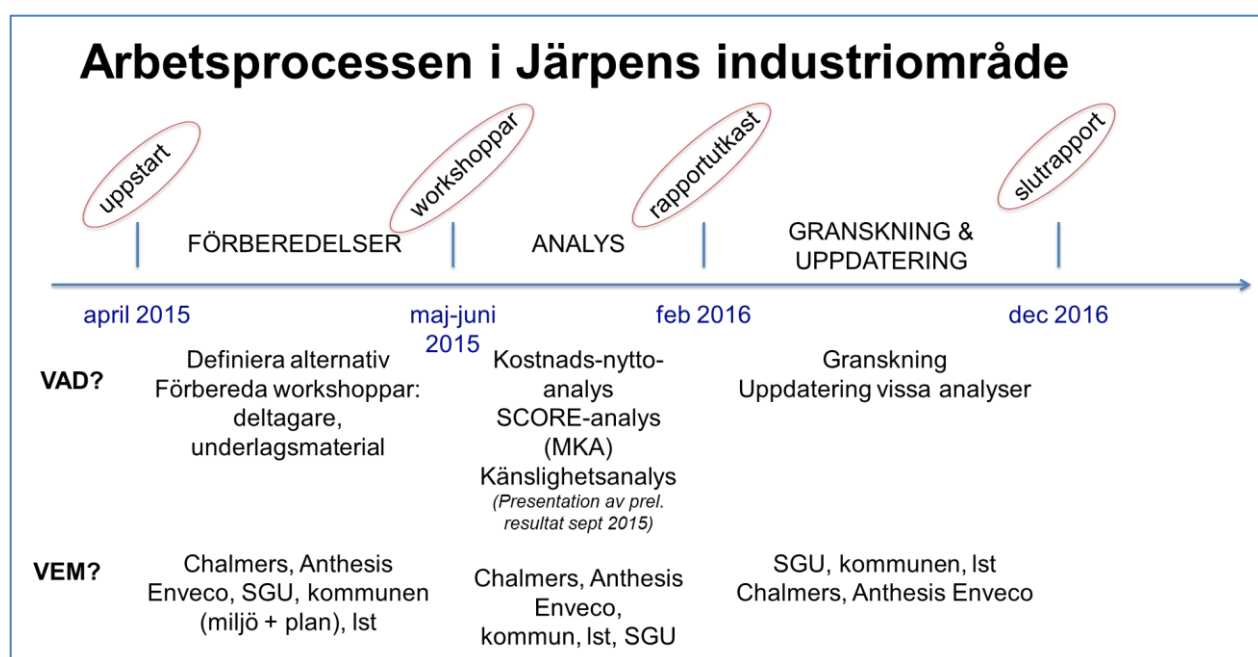 Arbetsprocessen i Järpens industriområde
uppstart
workshoppar
rapportutkast
slutrapport
FÖRBEREDELSER
ANALYS
GRANSKNING &
UPPDATERING
april 2015
maj-juni
2015
feb 2016
dec 2016
VAD?
Definiera alternativ
Förbereda workshoppar:
deltagare,
underlagsmaterial
Kostnads-nytto-
analys
SCORE-analys
(MKA)
Känslighetsanalys
(Presentation av prel.
resultat sept 2015)
Granskning
Uppdatering vissa analyser
VEM?
Chalmers, Anthesis
Enveco, SGU, kommunen
(miljö + plan), lst
Chalmers, Anthesis
Enveco,
kommun, lst, SGU
SGU, kommunen, lst
Chalmers, Anthesis Enveco